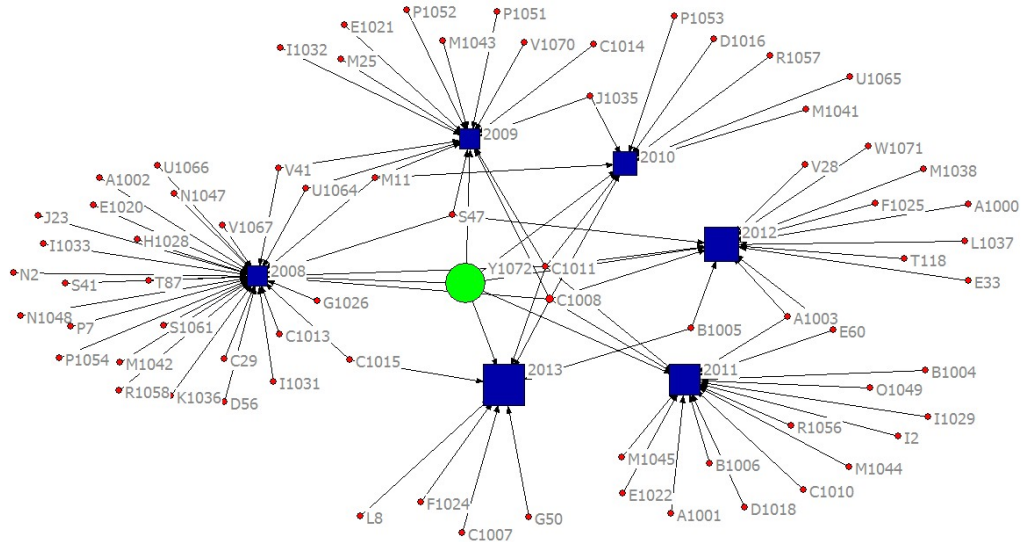 P1052
P1051
P1053
E1021
I1032
M1043
V1070
C1014
D1016
R1057
M25
U1065
J1035
M1041
2009
2010
W1071
V28
M1038
U1066
V41
M11
A1002
N1047
U1064
E1020
F1025
A1000
J23
V1067
S47
H1028
2012
L1037
I1033
T118
N2
2008
Y1072
C1011
S41
T87
E33
G1026
C1008
N1048
P7
S1061
C1013
B1005
A1003
E60
P1054
M1042
C29
C1015
2013
2011
B1004
R1058
K1036
D56
I1031
O1049
I1029
R1056
I2
M1045
B1006
M1044
E1022
C1010
L8
F1024
C1007
G50
A1001
D1018